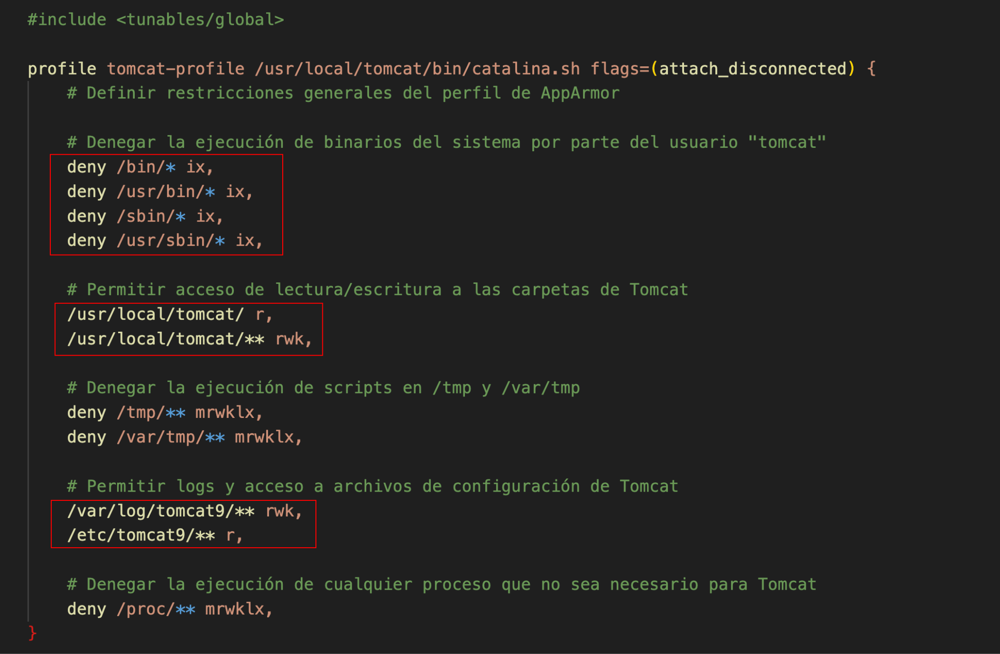 #include <tunables/global>
profile tomcat-profile /usr/local/tomcat/bin/catalina.sh flags=(attach_disconnected) {
# Definir restricciones generales del perfil de AppArmor
# Denegar la ejecución de binarios del sistema por parte del usuario "tomcat"
deny /bin/* ix,
deny /usr/bin/* ix,
deny /sbin/* ix,
deny /usr/sbin/* ix,
# Permitir acceso de lectura/escritura a las carpetas de Tomcat
/usr/local/tomcat/ r,
/usr/local/tomcat/** rwk,
# Denegar la ejecución de scripts en /tmp y /var/tmp
deny /tmp/** mrwklx,
deny /var/tmp/** mrwklx,
# Permitir logs y acceso a archivos de configuración de Tomcat
/var/log/tomcat9/** rwk,
/etc/tomcat9/** r,
# Denegar la ejecución de cualquier proceso que no sea necesario para Tomcat
deny /proc/** mrwklx,
}